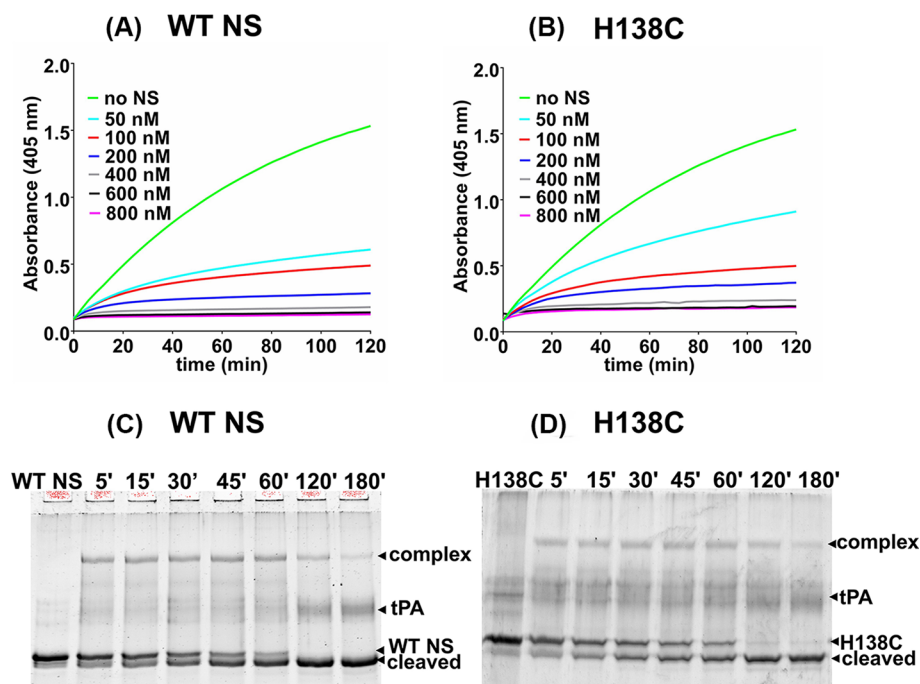 (A) WT NS
Absorbance (405 nm)
2.0
1.5
1.0
0.5
0.0
no NS
50 nM
100 nM
200 nM
400 nM
600 nM
800 nM
0 20 40 60 80 100 120
time (min)
(B) H138C
Absorbance (405 nm)
2.0
1.5
1.0
0.5
0.0
no NS
50 nM
100 nM
200 nM
400 nM
600 nM
800 nM
0 20 40 60 80 100 120
time (min)
(C) WT NS
WT NS 5' 15' 30' 45' 60' 120' 180'
complex
tPA
WT NS
cleaved
(D) H138C
H138C 5' 15' 30' 45' 60' 120' 180'
complex
tPA
H138C
cleaved